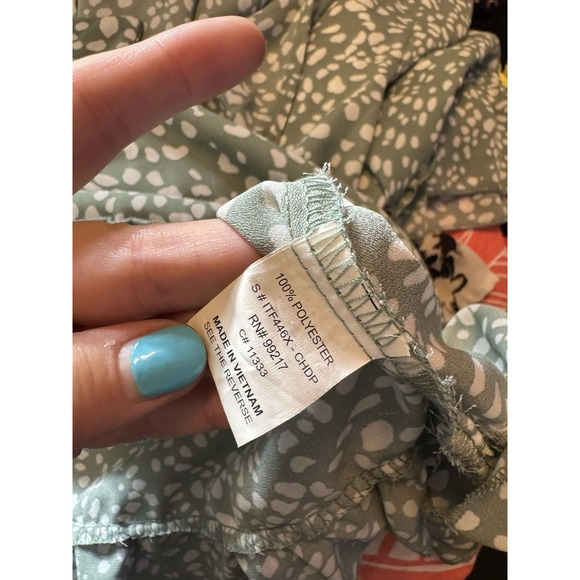 100% POLYESTER
S# ITF446X - CHDP
RN# 99217
C# 11333
MADE IN VIETNAM
SEE THE REVERSE